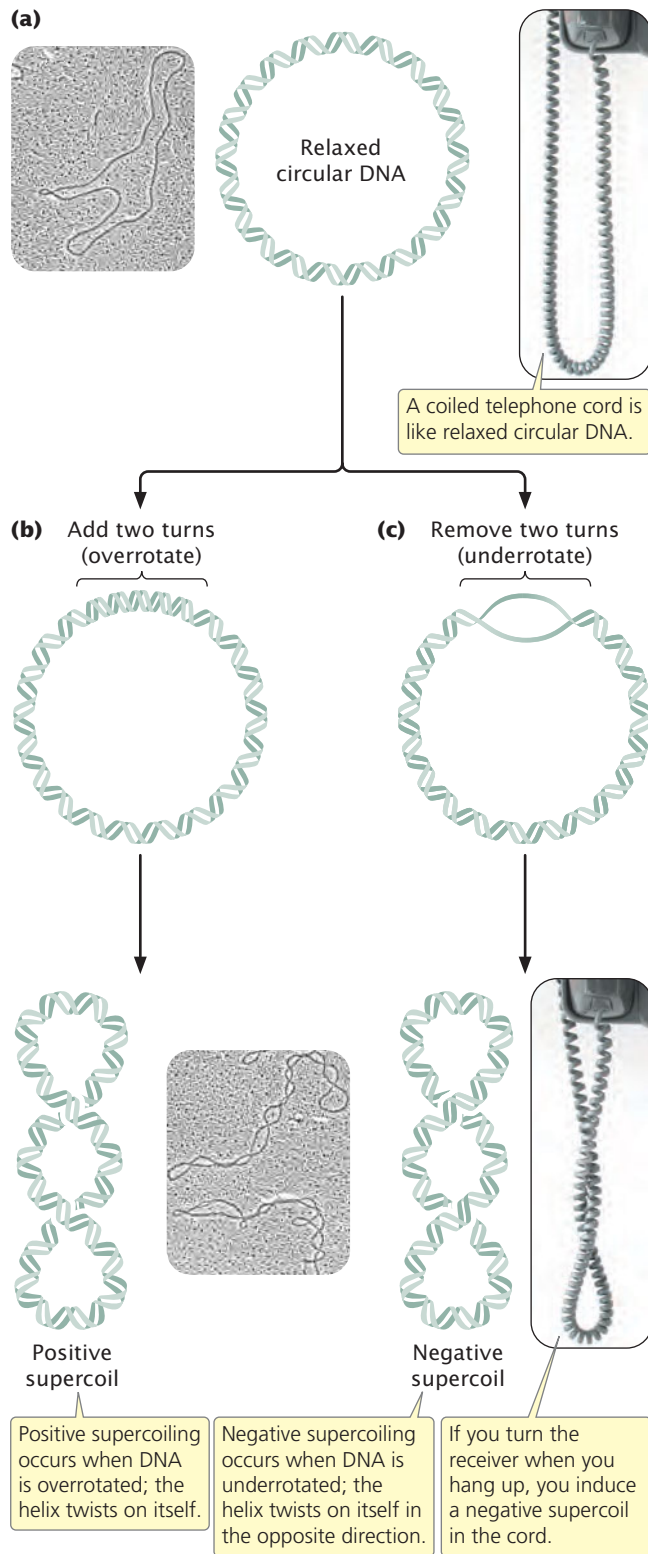 (a)
Relaxed
circular DNA
A coiled telephone cord is
like relaxed circular DNA.
(b) Add two turns
(overrotate)
(c) Remove two turns
(underrotate)
Positive
supercoil
Negative
supercoil
Positive supercoiling
occurs when DNA
is overrotated; the
helix twists on itself.
Negative supercoiling
occurs when DNA is
underrotated; the
helix twists on itself in
the opposite direction.
If you turn the
receiver when you
hang up, you induce
a negative supercoil
in the cord.